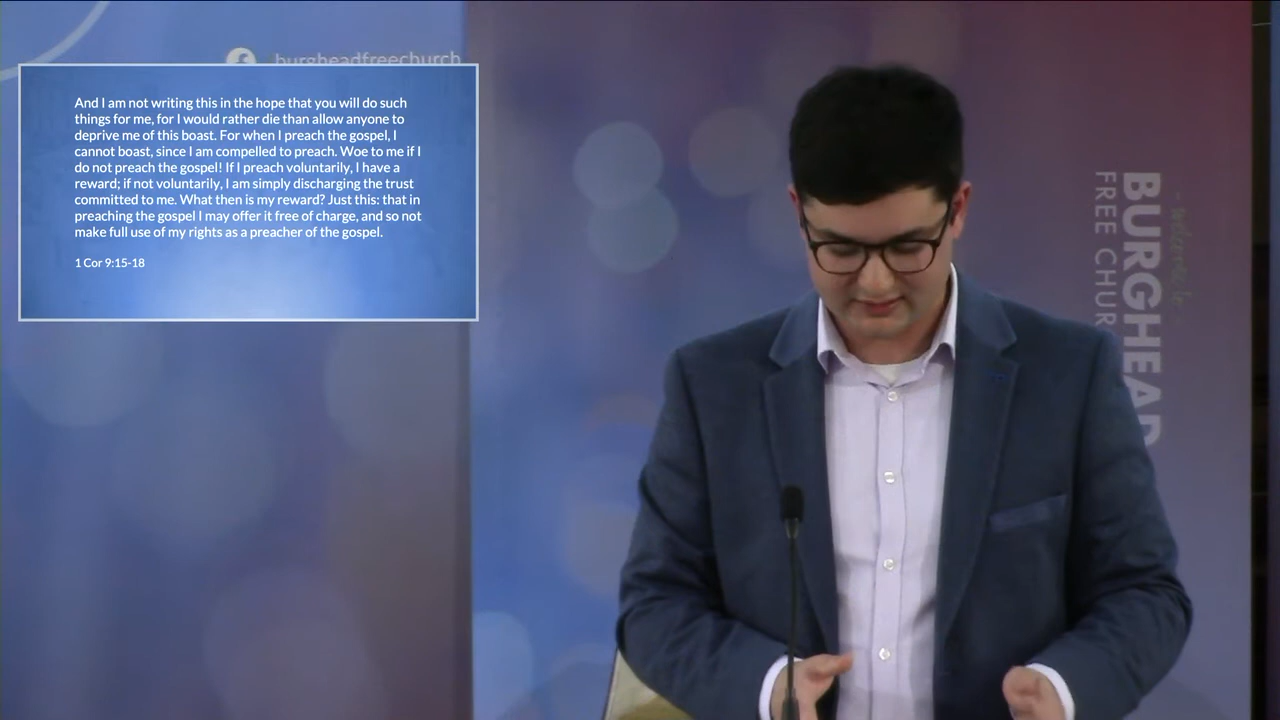 burgheadfreechurch
And I am not writing this in the hope that you will do such
things for me, for I would rather die than allow anyone to
deprive me of this boast. For when I preach the gospel, I
cannot boast, since I am compelled to preach. Woe to me if I
do not preach the gospel! If I preach voluntarily, I have a
reward; if not voluntarily, I am simply discharging the trust
committed to me. What then is my reward? Just this: that in
preaching the gospel I may offer it free of charge, and so not
make full use of my rights as a preacher of the gospel.
1 Cor 9:15-18
BURGHEAD
FREE CHUR